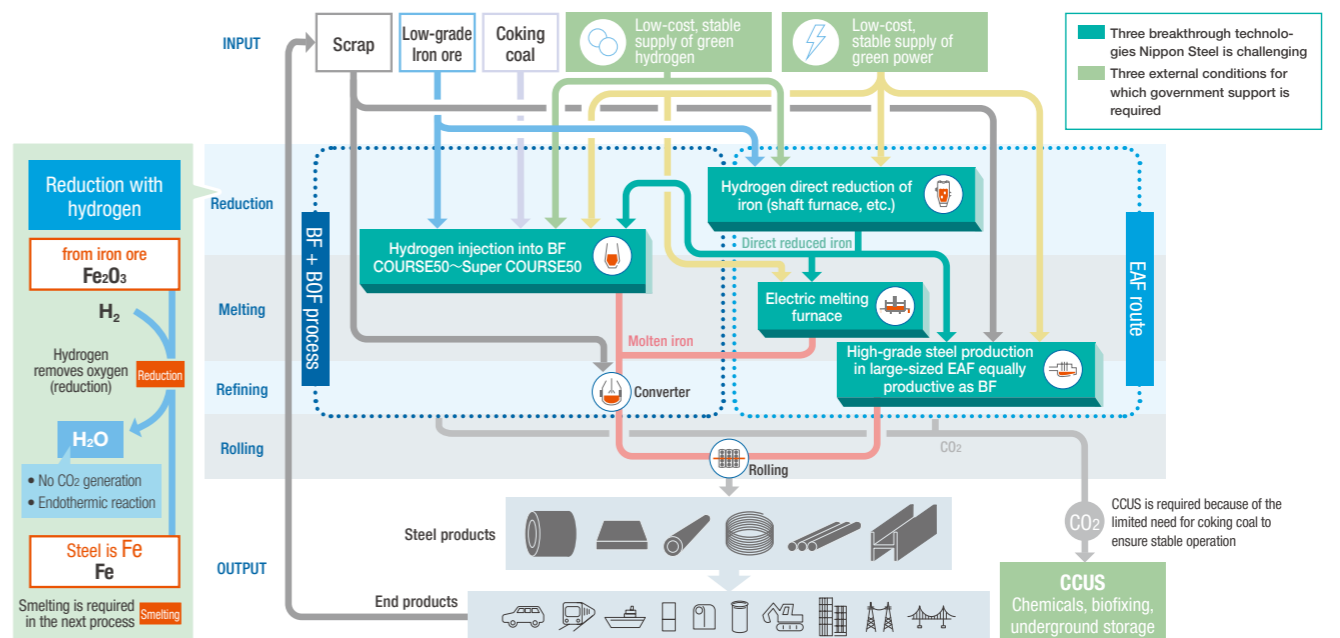 INPUT
Scrap
Low-grade
Iron ore
Coking
coal
Low-cost, stable
supply of green
hydrogen
Low-cost,
stable supply of
green power
Three breakthrough technolo-
gies Nippon Steel is challenging
Three external conditions for
which government support is
required
Reduction with
hydrogen
from iron ore
Fe₂O₃
H₂
Hydrogen
removes oxygen
(reduction)
Reduction
H₂O
• No CO₂ generation
• Endothermic reaction
Steel is Fe
Fe
Smelting is required
in the next process
Smelting
Reduction
Melting
Refining
Rolling
OUTPUT
BF + BOF process
EAF route
Hydrogen direct reduction of
iron (shaft furnace, etc.)
Direct reduced iron
Hydrogen injection into BF
COURSE50～Super COURSE50
Electric melting
furnace
Molten iron
High-grade steel production
in large-sized EAF equally
productive as BF
Converter
CO₂
Rolling
Steel products
End products
CO₂
CCUS is required because of the
limited need for coking coal to
ensure stable operation
CCUS
Chemicals, biofixing,
underground storage